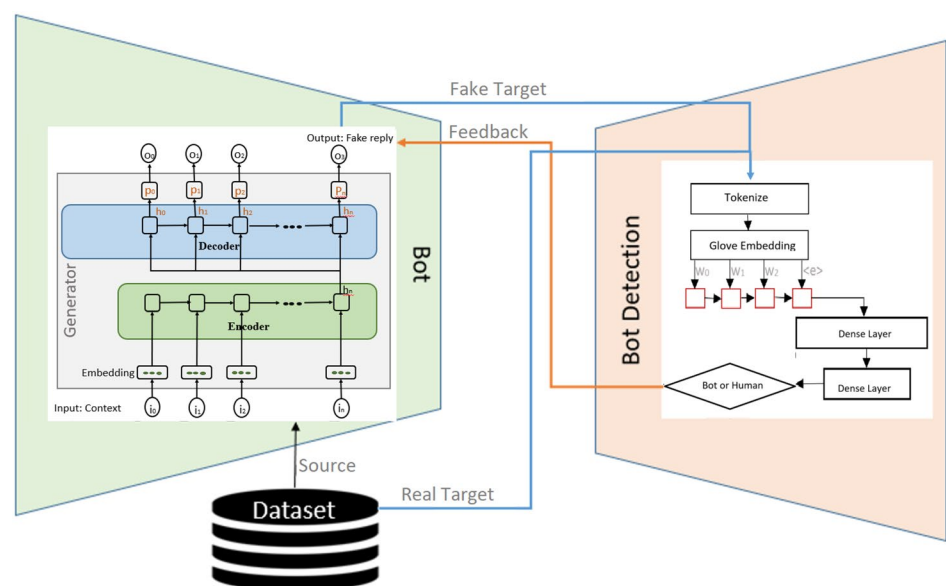 Fake Target
Feedback
Output: Fake reply
o₀ o₁ o₂ o₃
p₀ p₁ p₂ Pₙ
h₀ h₁ h₂ hₙ
Decoder
hₙ
Encoder
Generator
Embedding
Input: Context
i₀ i₁ i₂ iₙ
Bot
Source
Dataset
Real Target
Bot Detection
Tokenize
Glove Embedding
W₀ W₁ W₂ <e>
Dense Layer
Dense Layer
Bot or Human